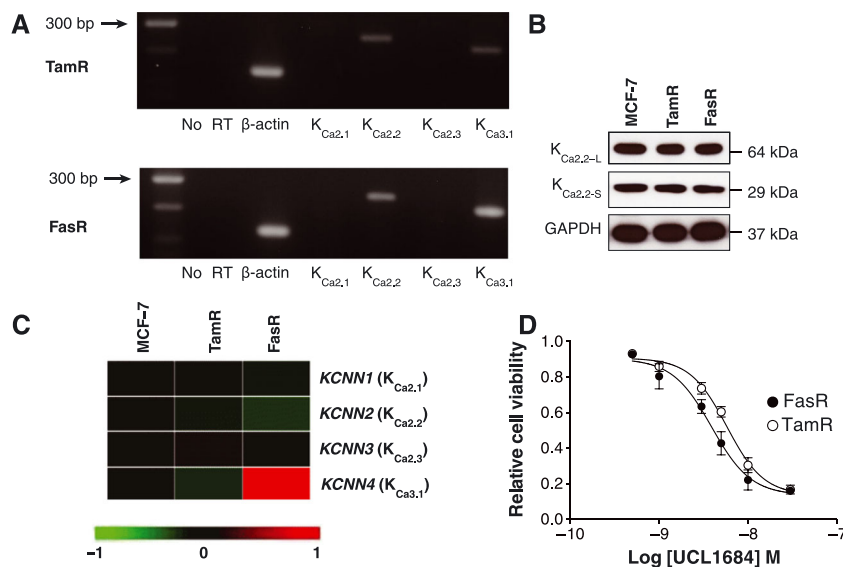 A
300 bp
TamR
No RT β-actin KCa2.1 KCa2.2 KCa2.3 KCa3.1
300 bp
FasR
No RT β-actin KCa2.1 KCa2.2 KCa2.3 KCa3.1
B
MCF-7 TamR FasR
KCa2.2–L 64 kDa
KCa2.2-S 29 kDa
GAPDH 37 kDa
C
MCF-7 TamR FasR
KCNN1 (KCa2.1)
KCNN2 (KCa2.2)
KCNN3 (KCa2.3)
KCNN4 (KCa3.1)
−1 0 1
D
Relative cell viability
1.0
0.8
0.6
0.4
0.2
0.0
FasR
TamR
−10 −9 −8 −7
Log [UCL1684] M